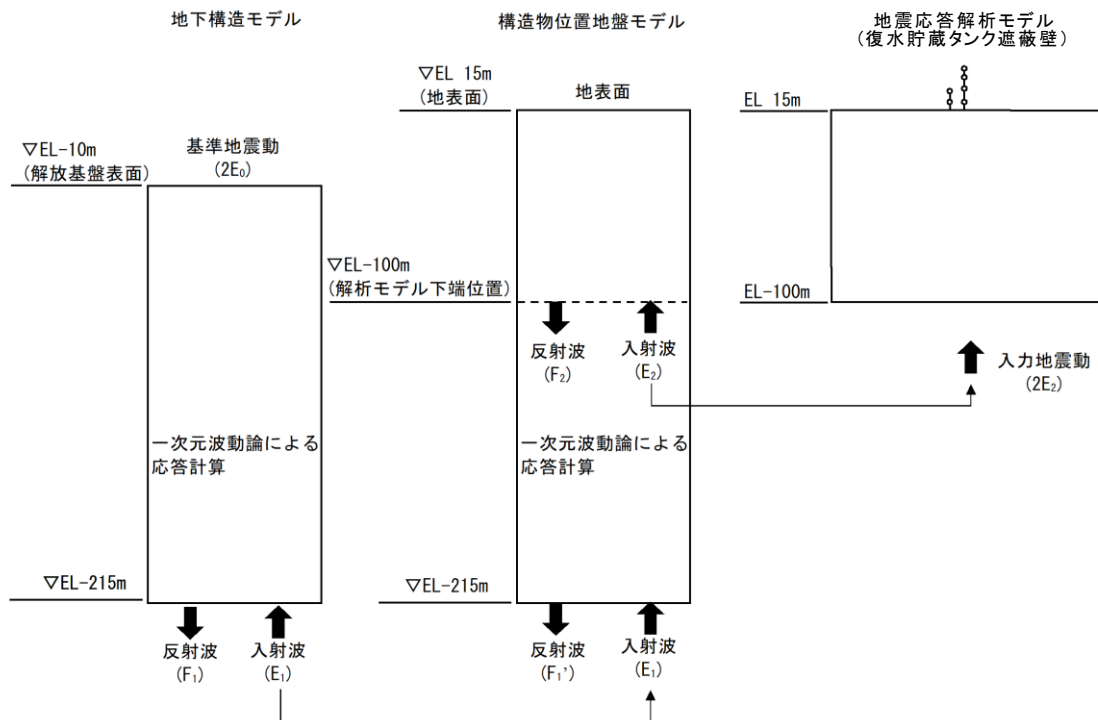 地下構造モデル
▽EL-10m
(解放基盤表面)
基準地震動
(2E₀)
一次元波動論による
応答計算
▽EL-215m
反射波
(F₁)
入射波
(E₁)
構造物位置地盤モデル
▽EL 15m
(地表面)
地表面
▽EL-100m
(解析モデル下端位置)
反射波
(F₂)
入射波
(E₂)
一次元波動論による
応答計算
▽EL-215m
反射波
(F₁')
入射波
(E₁)
地震応答解析モデル
(復水貯蔵タンク遮蔽壁)
EL 15m
EL-100m
入力地震動
(2E₂)